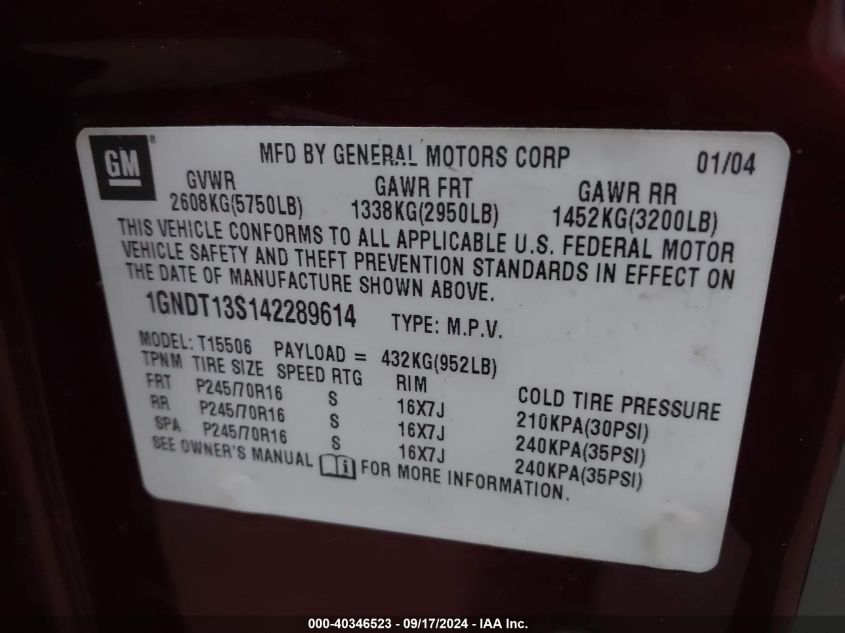 GM®
MFD BY GENERAL MOTORS CORP 01/04
GVWR GAWR FRT GAWR RR
2608KG(5750LB) 1338KG(2950LB) 1452KG(3200LB)
THIS VEHICLE CONFORMS TO ALL APPLICABLE U.S. FEDERAL MOTOR
VEHICLE SAFETY AND THEFT PREVENTION STANDARDS IN EFFECT ON
THE DATE OF MANUFACTURE SHOWN ABOVE.
1GNDT13S142289614 TYPE: M.P.V.
MODEL: T15506 PAYLOAD = 432KG(952LB)
TPNM TIRE SIZE SPEED RTG RIM COLD TIRE PRESSURE
FRT P245/70R16 S 16X7J 210KPA(30PSI)
RR P245/70R16 S 16X7J 240KPA(35PSI)
SPA P245/70R16 S 16X7J 240KPA(35PSI)
SEE OWNER'S MANUAL i FOR MORE INFORMATION.
000-40346523 - 09/17/2024 - IAA Inc.